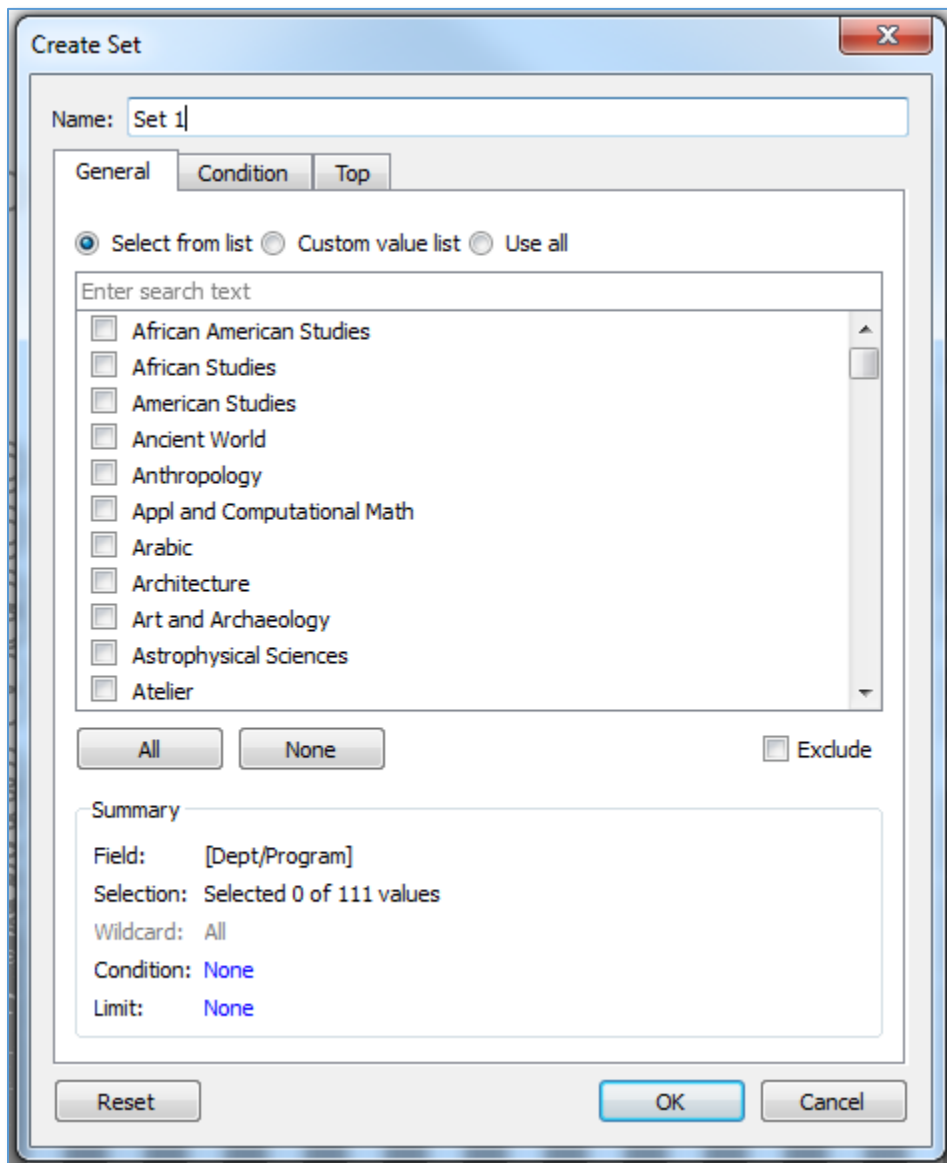 Create Set
Name: Set 1
General Condition Top
Select from list Custom value list Use all
Enter search text
African American Studies
African Studies
American Studies
Ancient World
Anthropology
Appl and Computational Math
Arabic
Architecture
Art and Archaeology
Astrophysical Sciences
Atelier
All None Exclude
Summary
Field: [Dept/Program]
Selection: Selected 0 of 111 values
Wildcard: All
Condition: None
Limit: None
Reset OK Cancel